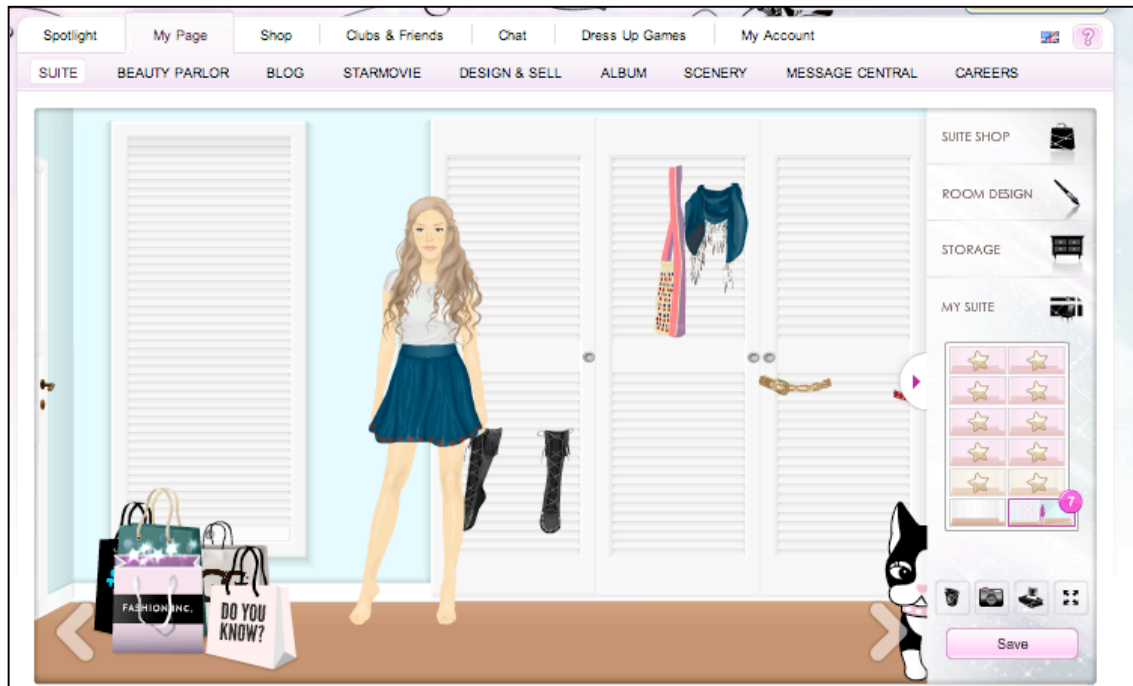 Spotlight My Page Shop Clubs & Friends Chat Dress Up Games My Account ?
SUITE BEAUTY PARLOR BLOG STARMOVIE DESIGN & SELL ALBUM SCENERY MESSAGE CENTRAL CAREERS
SUITE SHOP
ROOM DESIGN
STORAGE
MY SUITE
7
FASHION INC.
DO YOU
KNOW?
Save